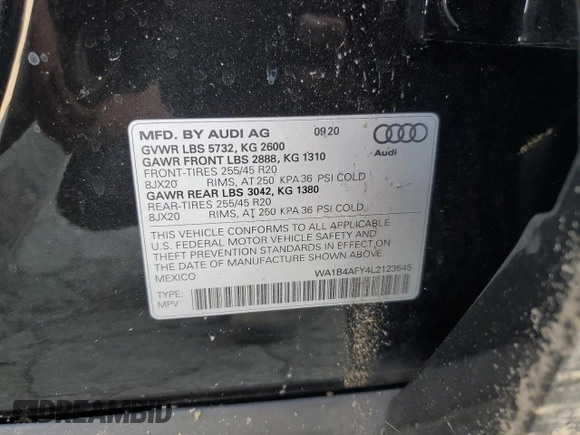 MFD. BY AUDI AG 09 20
GVWR LBS 5732, KG 2600
GAWR FRONT LBS 2888, KG 1310
FRONT-TIRES 255/45 R20
8JX20 RIMS, AT 250 KPA 36 PSI COLD
GAWR REAR LBS 3042, KG 1380
REAR-TIRES 255/45 R20
8JX20 RIMS, AT 250 KPA 36 PSI COLD.
Audi
THIS VEHICLE CONFORMS TO ALL APPLICABLE
U.S. FEDERAL MOTOR VEHICLE SAFETY AND
THEFT PREVENTION STANDARDS IN EFFECT ON
THE DATE OF MANUFACTURE SHOWN ABOVE.
MEXICO
WA1B4AFY4L2123545
TYPE:
MPV
DREAMBID